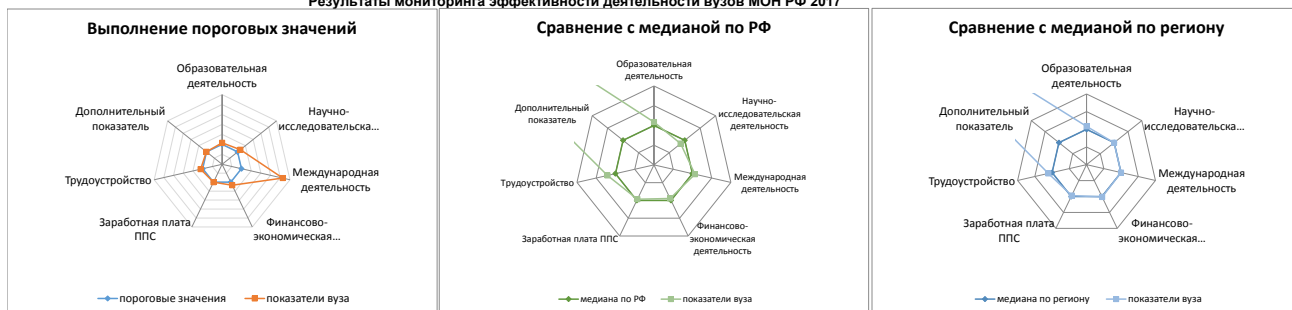 Результаты мониторинга эффективности деятельности вузов МОН РФ 2017
Выполнение пороговых значений
Образовательная
деятельность
Научно-
исследовательска...
Международная
деятельность
Финансово-
экономическая...
Заработная плата
ППС
Трудоустройство
Дополнительный
показатель
пороговые значения
показатели вуза
Сравнение с медианой по РФ
Образовательная
деятельность
Научно-
исследовательская
деятельность
Международная
деятельность
Финансово-
экономическая
деятельность
Заработная плата ППС
Трудоустройство
Дополнительный
показатель
медиана по РФ
показатели вуза
Сравнение с медианой по региону
Образовательная
деятельность
Научно-
исследовательска...
Международная
деятельность
Финансово-
экономическая...
Заработная плата
ППС
Трудоустройство
Дополнительный
показатель
медиана по региону
показатели вуза